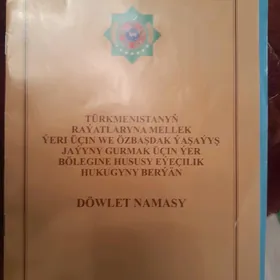 TÜRKMENISTANYŇ
RAÝATLARYNA MELLEK
ÝERI ÜÇIN WE ÖZBAŞDAK ÝAŞAÝYŞ
JAÝYNY GURMAK ÜÇIN ÝER
BÖLEGINE HUSUSY EÝEÇILIK
HUKUGYNY BERÝÄN
DÖWLET NAMASY